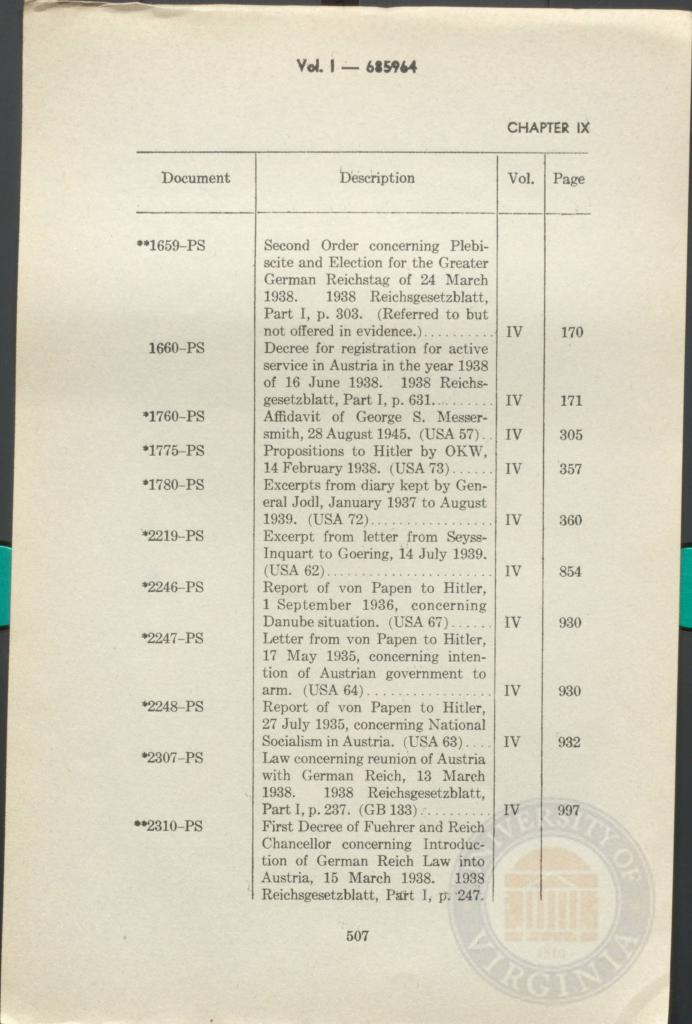 Vol. I — 685964
CHAPTER IX
Document Description Vol. Page
**1659–PS Second Order concerning Plebi-
scite and Election for the Greater
German Reichstag of 24 March
1938. 1938 Reichsgesetzblatt,
Part I, p. 303. (Referred to but
not offered in evidence.).......... IV 170
1660–PS Decree for registration for active
service in Austria in the year 1938
of 16 June 1938. 1938 Reichs-
gesetzblatt, Part I, p. 631.......... IV 171
*1760–PS Affidavit of George S. Messer-
smith, 28 August 1945. (USA 57).. IV 305
*1775–PS Propositions to Hitler by OKW,
14 February 1938. (USA 73)...... IV 357
*1780–PS Excerpts from diary kept by Gen-
eral Jodl, January 1937 to August
1939. (USA 72)................. IV 360
*2219–PS Excerpt from letter from Seyss-
Inquart to Goering, 14 July 1939.
(USA 62)........................ IV 854
*2246–PS Report of von Papen to Hitler,
1 September 1936, concerning
Danube situation. (USA 67)...... IV 930
*2247–PS Letter from von Papen to Hitler,
17 May 1935, concerning inten-
tion of Austrian government to
arm. (USA 64).................. IV 930
*2248–PS Report of von Papen to Hitler,
27 July 1935, concerning National
Socialism in Austria. (USA 63).... IV 932
*2307–PS Law concerning reunion of Austria
with German Reich, 13 March
1938. 1938 Reichsgesetzblatt,
Part I, p. 237. (GB 133).......... IV 997
**2310–PS First Decree of Fuehrer and Reich
Chancellor concerning Introduc-
tion of German Reich Law into
Austria, 15 March 1938. 1938
Reichsgesetzblatt, Part I, p. 247.
507
UNIVERSITY OF
1819
VIRGINIA